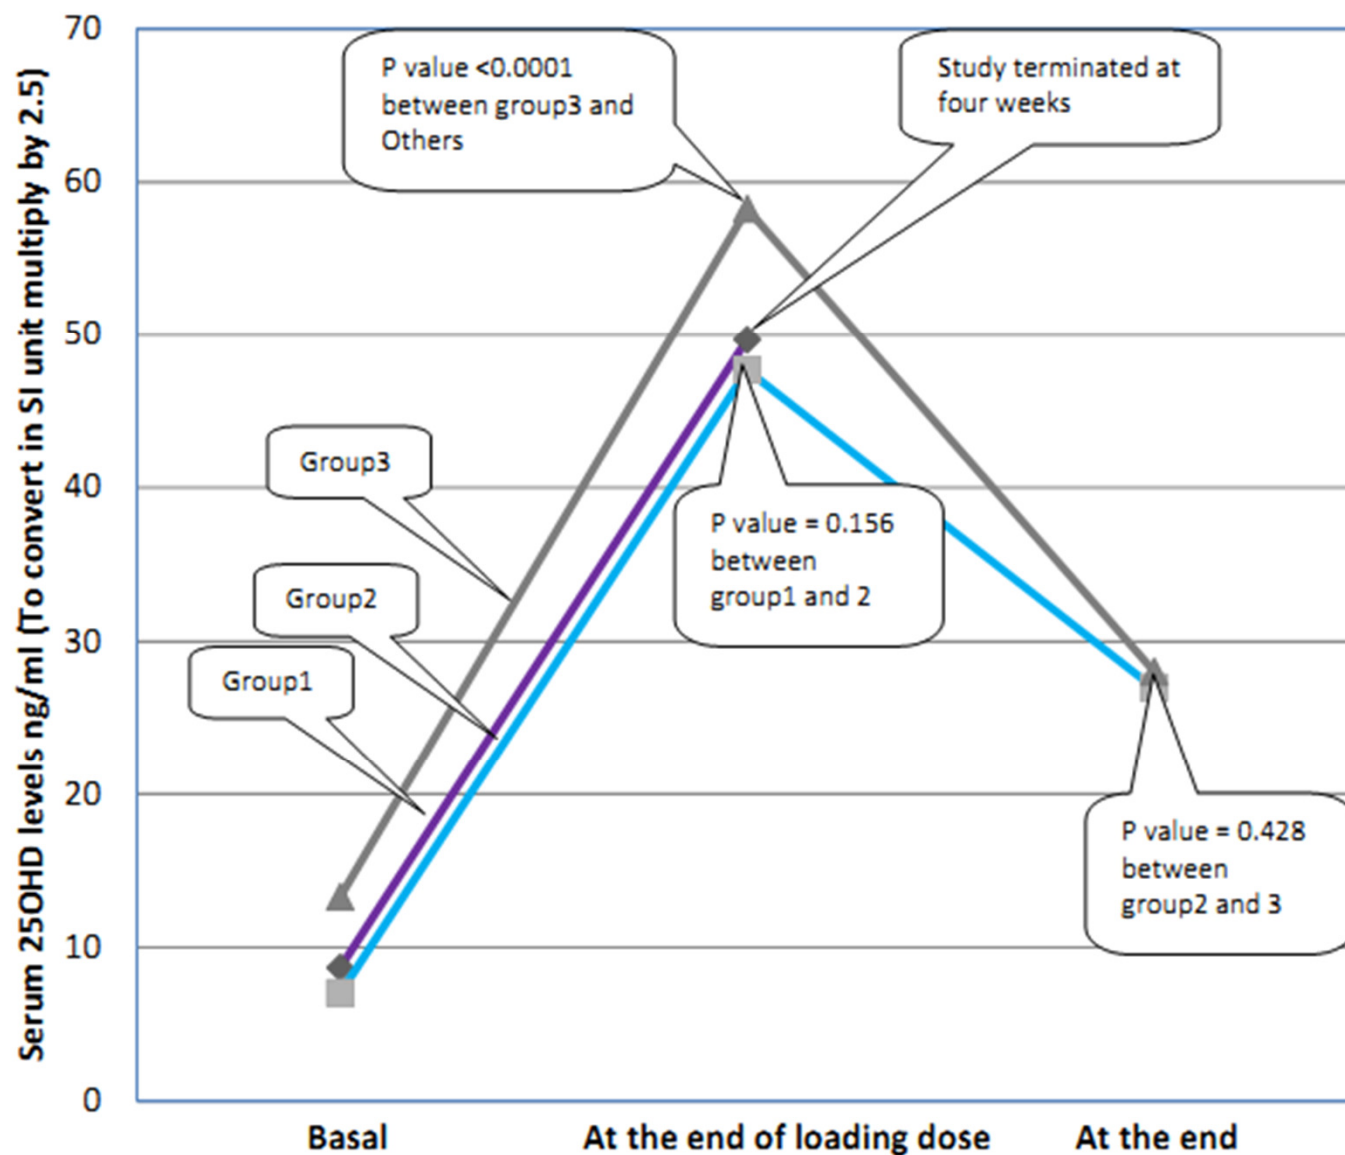 Serum 25OHD levels ng/ml (To convert in SI unit multiply by 2.5)
70
60
50
40
30
20
10
0
P value <0.0001
between group3 and
Others
Study terminated at
four weeks
Group3
Group2
Group1
P value = 0.156
between
group1 and 2
P value = 0.428
between
group2 and 3
Basal
At the end of loading dose
At the end